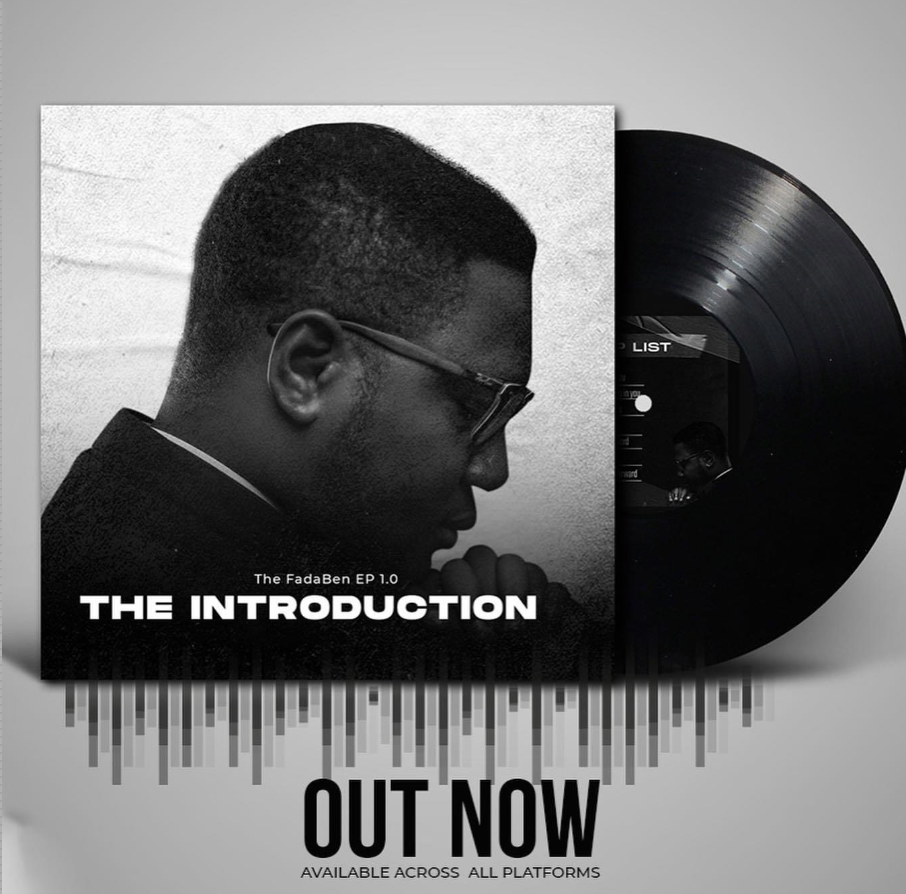 The FadaBen EP 1.0
THE INTRODUCTION
LIST
OUT NOW
AVAILABLE ACROSS ALL PLATFORMS